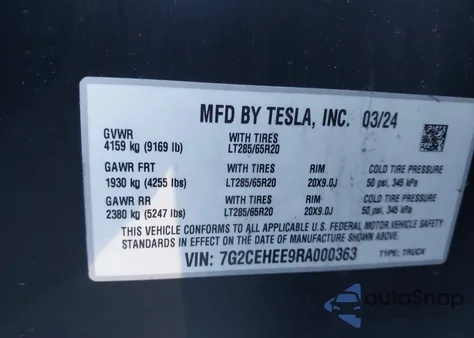 MFD BY TESLA, INC. 03/24
GVWR WITH TIRES
4159 kg (9169 lb) LT285/65R20
GAWR FRT WITH TIRES RIM COLD TIRE PRESSURE
1930 kg (4255 lbs) LT285/65R20 20X9.0J 50 psi, 345 kPa
GAWR RR WITH TIRES RIM COLD TIRE PRESSURE
2380 kg (5247 lbs) LT285/65R20 20X9.0J 50 psi, 345 kPa
THIS VEHICLE CONFORMS TO ALL APPLICABLE U.S. FEDERAL MOTOR VEHICLE SAFETY
STANDARDS IN EFFECT ON THE DATE OF MANUFACTURE SHOWN ABOVE.
VIN: 7G2CEHEE9RA000363 TYPE: TRUCK
autoSnap